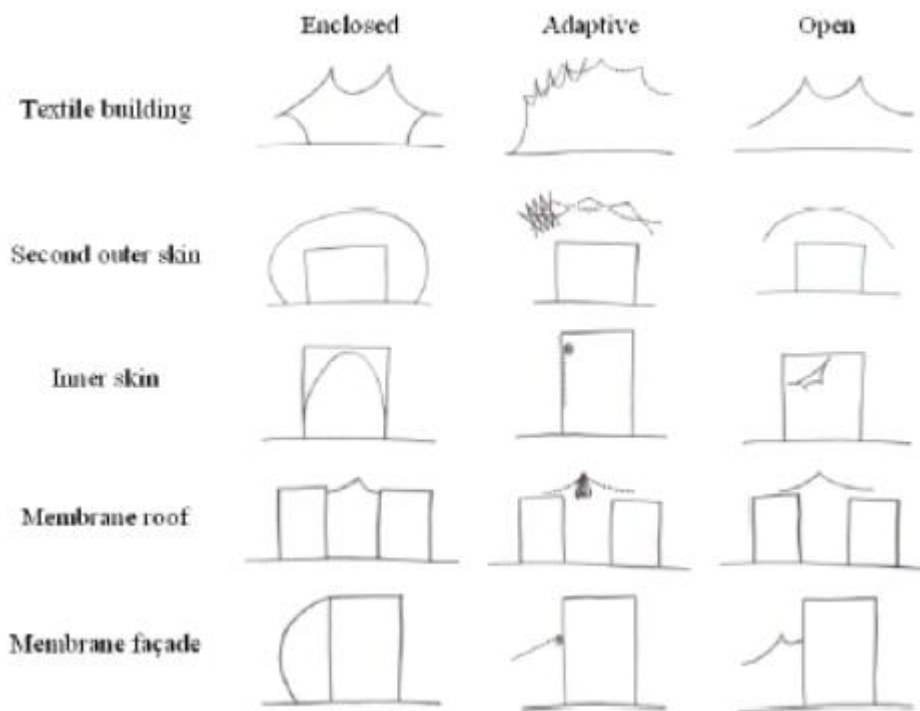 Enclosed Adaptive Open
Textile building
Second outer skin
Inner skin
Membrane roof
Membrane façade